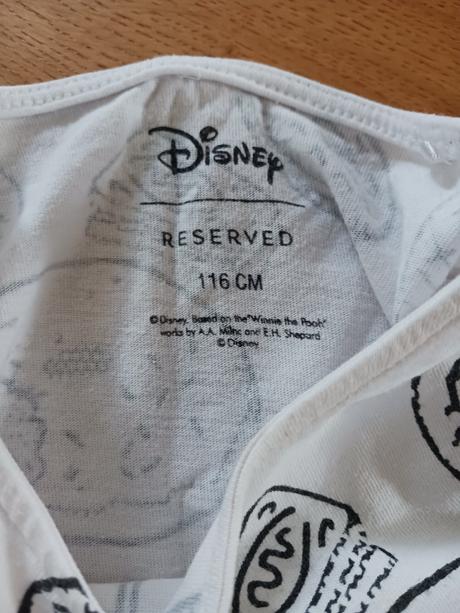 Disney
RESERVED
116 CM
©Disney. Based on the "Winnie the Pooh"
works by A.A. Milne and E.H. Shepard
© Disney